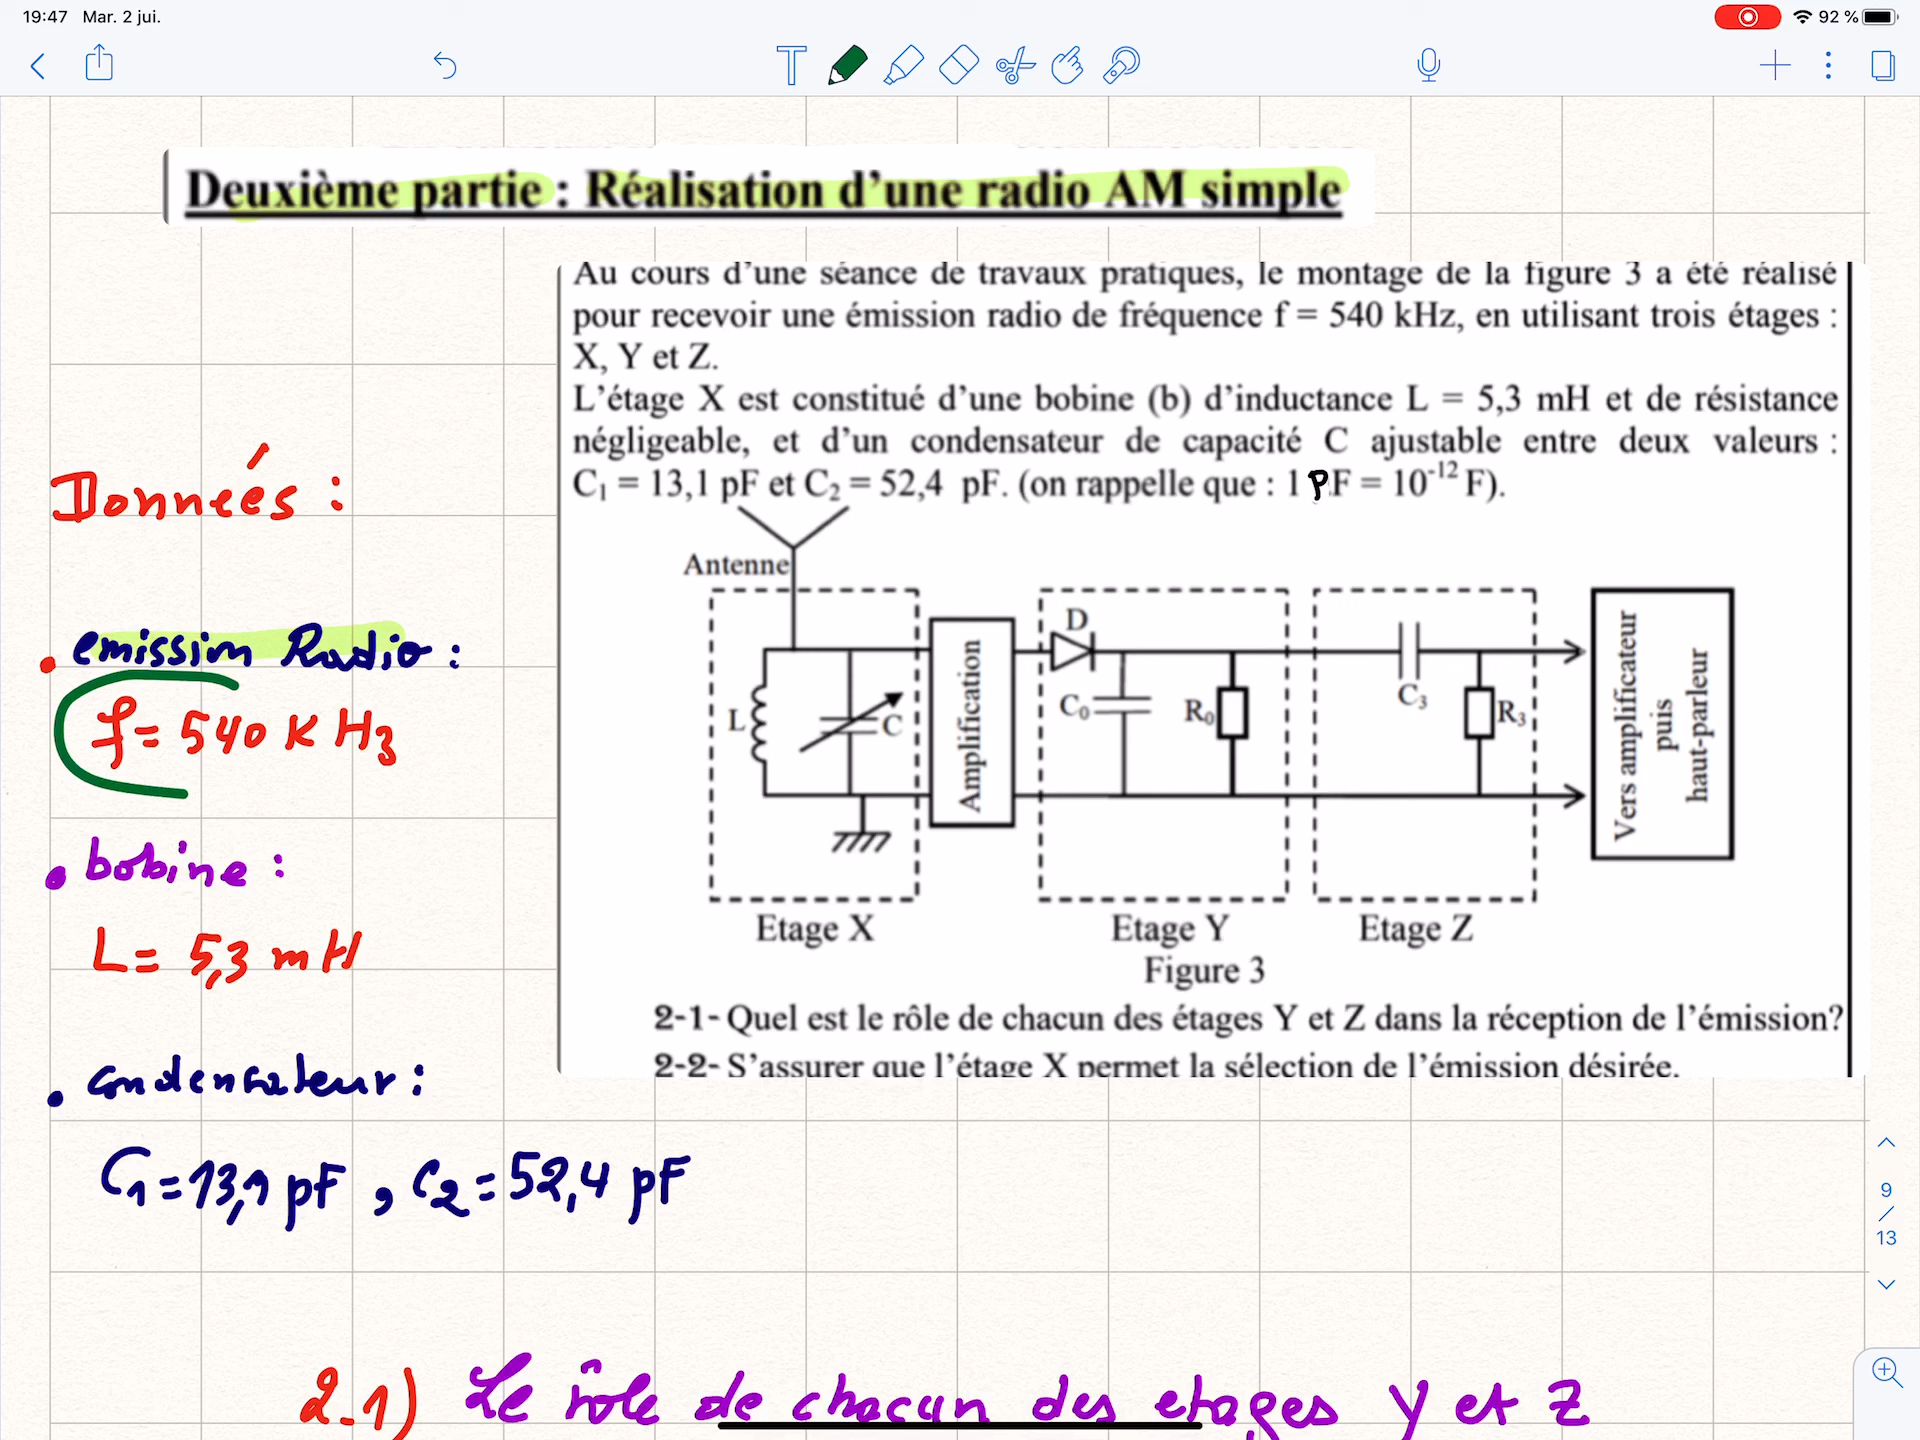 19:47 Mar. 2 jui. 92 %
Deuxième partie : Réalisation d’une radio AM simple
Au cours d’une séance de travaux pratiques, le montage de la figure 3 a été réalisé
pour recevoir une émission radio de fréquence f = 540 kHz, en utilisant trois étages :
X, Y et Z.
L’étage X est constitué d’une bobine (b) d’inductance L = 5,3 mH et de résistance
négligeable, et d’un condensateur de capacité C ajustable entre deux valeurs :
C₁ = 13,1 pF et C₂ = 52,4 pF. (on rappelle que : 1 pF = 10⁻¹² F).
Donneés :
• emission Radio :
f = 540 K Hz
• bobine :
L = 5,3 mH
• condensateur :
C₁ = 13,1 pF , C₂ = 52,4 pF
Antenne
L
C
Amplification
D
C₀
R₀
C₃
R₃
Vers amplificateur
puis
haut-parleur
Etage X
Etage Y
Etage Z
Figure 3
2-1- Quel est le rôle de chacun des étages Y et Z dans la réception de l’émission?
2-2- S’assurer que l’étage X permet la sélection de l’émission désirée.
9
/
13
2.1) Le rôle de chacun des etages Y et Z